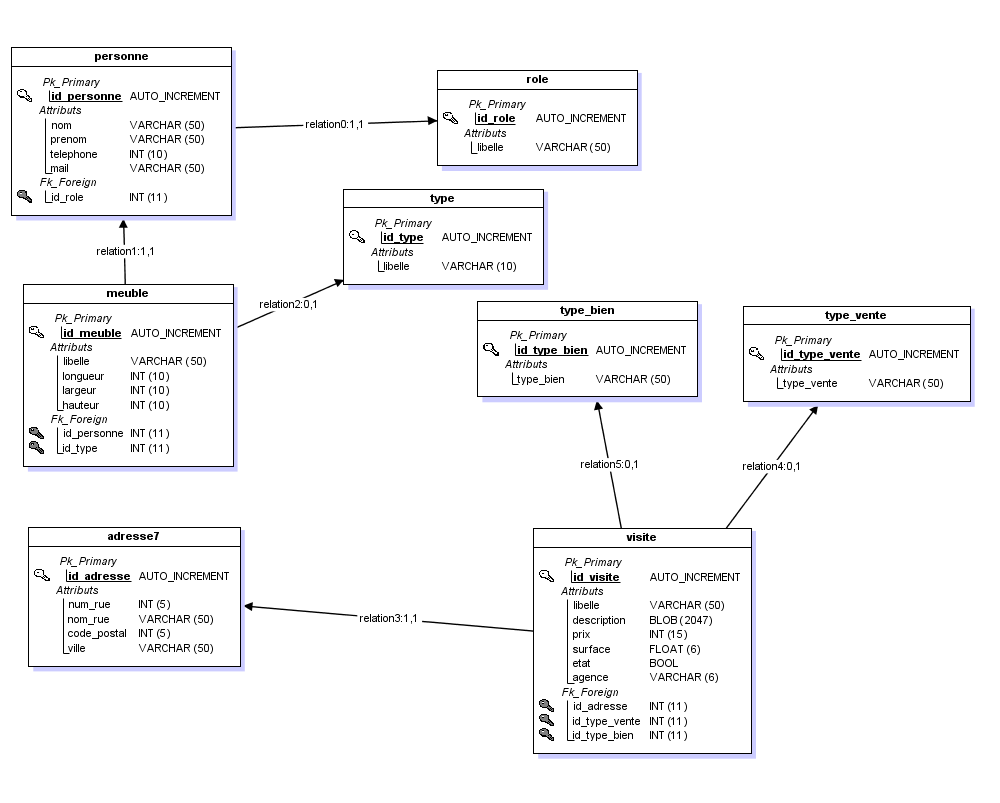 personne
Pk_Primary
id_personne AUTO_INCREMENT
Attributs
nom VARCHAR (50)
prenom VARCHAR (50)
telephone INT (10)
mail VARCHAR (50)
Fk_Foreign
id_role INT (11)
relation0:1,1
role
Pk_Primary
id_role AUTO_INCREMENT
Attributs
libelle VARCHAR (50)
relation1:1,1
type
Pk_Primary
id_type AUTO_INCREMENT
Attributs
libelle VARCHAR (10)
relation2:0,1
meuble
Pk_Primary
id_meuble AUTO_INCREMENT
Attributs
libelle VARCHAR (50)
longueur INT (10)
largeur INT (10)
hauteur INT (10)
Fk_Foreign
id_personne INT (11)
id_type INT (11)
type_bien
Pk_Primary
id_type_bien AUTO_INCREMENT
Attributs
type_bien VARCHAR (50)
type_vente
Pk_Primary
id_type_vente AUTO_INCREMENT
Attributs
type_vente VARCHAR (50)
relation5:0,1
relation4:0,1
adresse7
Pk_Primary
id_adresse AUTO_INCREMENT
Attributs
num_rue INT (5)
nom_rue VARCHAR (50)
code_postal INT (5)
ville VARCHAR (50)
relation3:1,1
visite
Pk_Primary
id_visite AUTO_INCREMENT
Attributs
libelle VARCHAR (50)
description BLOB (2047)
prix INT (15)
surface FLOAT (6)
etat BOOL
agence VARCHAR (6)
Fk_Foreign
id_adresse INT (11)
id_type_vente INT (11)
id_type_bien INT (11)